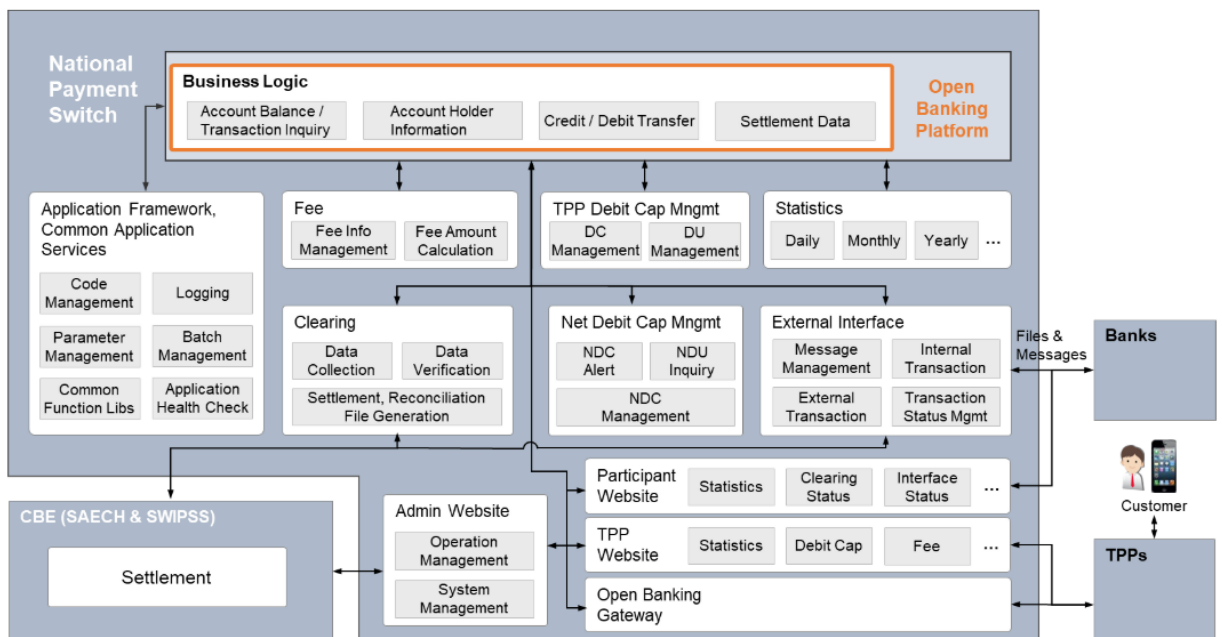 National
Payment
Switch
Business Logic
Account Balance /
Transaction Inquiry
Account Holder
Information
Credit / Debit Transfer
Settlement Data
Open
Banking
Platform
Application Framework,
Common Application
Services
Code
Management
Logging
Parameter
Management
Batch
Management
Common
Function Libs
Application
Health Check
Fee
Fee Info
Management
Fee Amount
Calculation
TPP Debit Cap Mngmt
DC
Management
DU
Management
Statistics
Daily
Monthly
Yearly
...
Clearing
Data
Collection
Data
Verification
Settlement, Reconciliation
File Generation
Net Debit Cap Mngmt
NDC
Alert
NDU
Inquiry
NDC
Management
External Interface
Message
Management
Internal
Transaction
External
Transaction
Transaction
Status Mgmt
Files &
Messages
Banks
Participant
Website
Statistics
Clearing
Status
Interface
Status
...
Customer
CBE (SAECH & SWIPSS)
Settlement
Admin Website
Operation
Management
System
Management
TPP
Website
Statistics
Debit Cap
Fee
...
TPPs
Open Banking
Gateway